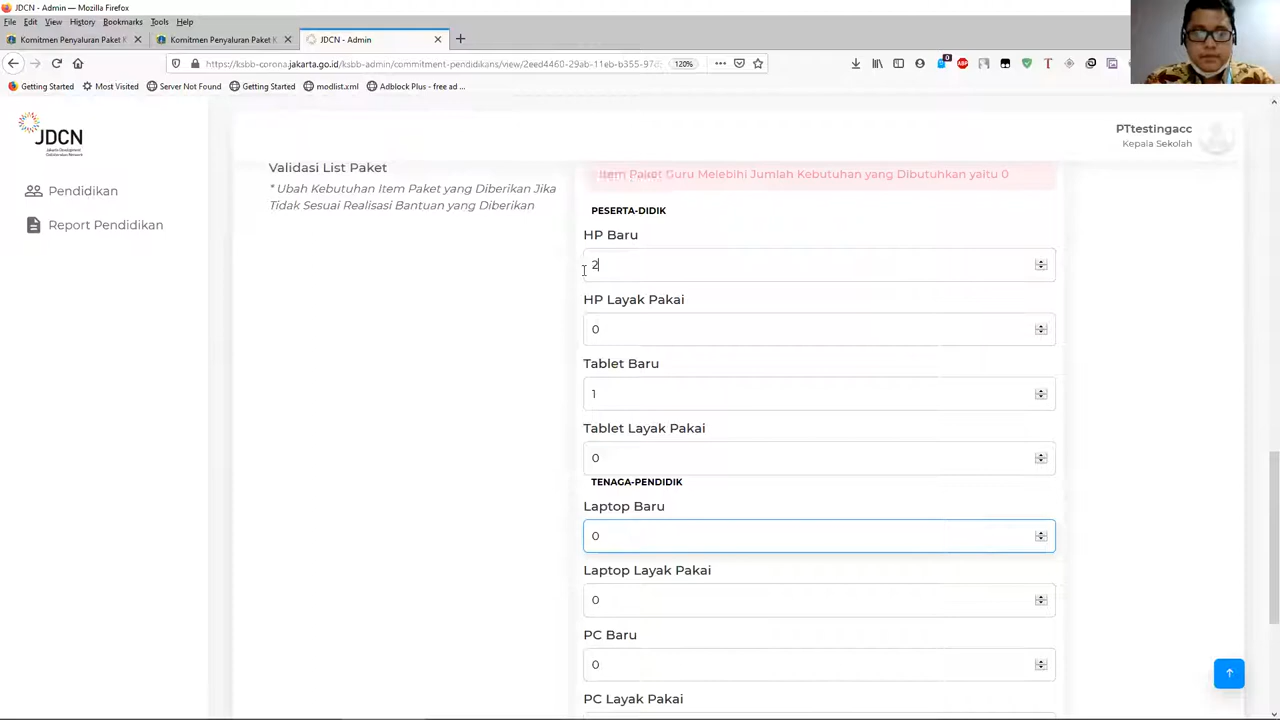 JDCN - Admin — Mozilla Firefox
File Edit View History Bookmarks Tools Help
Komitmen Penyaluran Paket K
Komitmen Penyaluran Paket K
JDCN - Admin
https://ksbb-corona.jakarta.go.id/ksbb-admin/commitment-pendidikans/view/2eed4460-29ab-11eb-b355-97d
120%
Getting Started Most Visited Server Not Found Getting Started modlist.xml Adblock Plus - free ad ...
JDCN
Jakarta Development
Collaboration Network
PTtestingacc
Kepala Sekolah
Pendidikan
Report Pendidikan
Validasi List Paket
* Ubah Kebutuhan Item Paket yang Diberikan Jika
Tidak Sesuai Realisasi Bantuan yang Diberikan
Item Paket Guru Melebihi Jumlah Kebutuhan yang Dibutuhkan yaitu 0
PESERTA-DIDIK
HP Baru
2
HP Layak Pakai
0
Tablet Baru
1
Tablet Layak Pakai
0
TENAGA-PENDIDIK
Laptop Baru
0
Laptop Layak Pakai
0
PC Baru
0
PC Layak Pakai